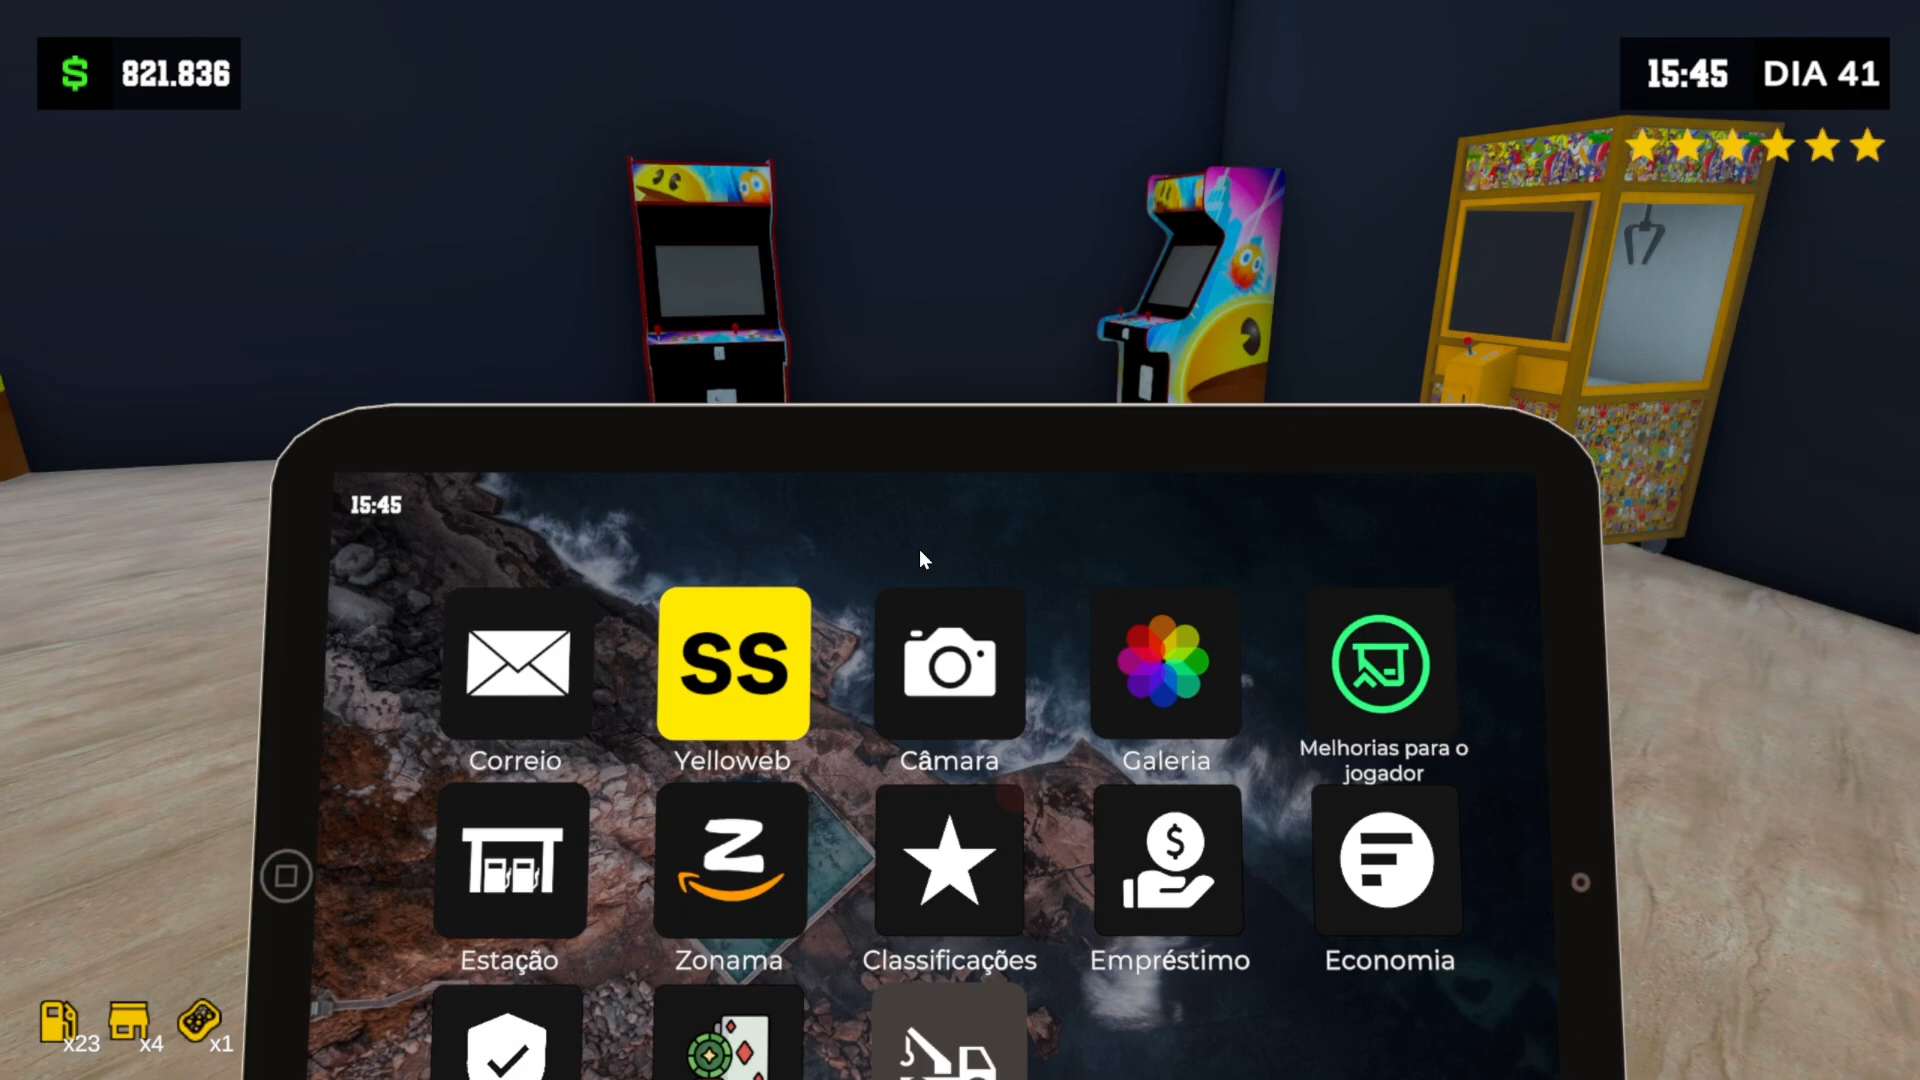 $ 821.836
15:45 DIA 41
15:45
SS
Correio Yelloweb Câmara Galeria Melhorias para o
jogador
Z
$
Estação Zonama Classificações Empréstimo Economia
x23 x4 x1